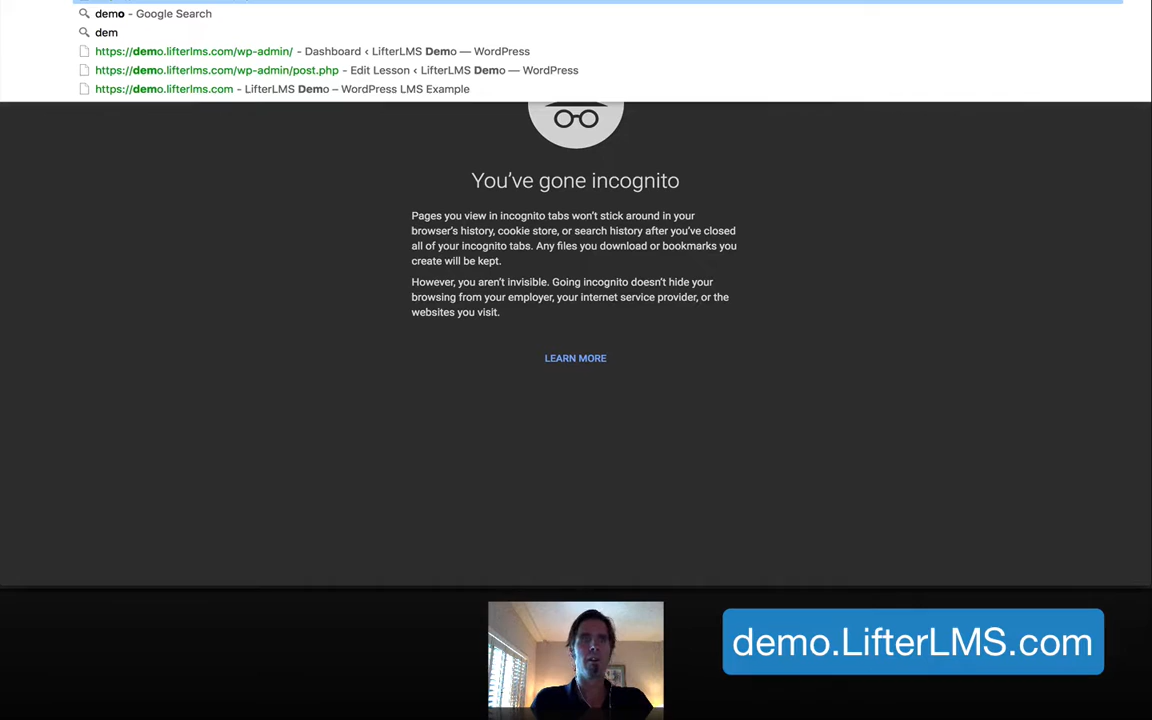 demo - Google Search
dem
https://demo.lifterlms.com/wp-admin/ - Dashboard ‹ LifterLMS Demo — WordPress
https://demo.lifterlms.com/wp-admin/post.php - Edit Lesson ‹ LifterLMS Demo — WordPress
https://demo.lifterlms.com - LifterLMS Demo – WordPress LMS Example
You’ve gone incognito
Pages you view in incognito tabs won’t stick around in your
browser’s history, cookie store, or search history after you’ve closed
all of your incognito tabs. Any files you download or bookmarks you
create will be kept.
However, you aren’t invisible. Going incognito doesn’t hide your
browsing from your employer, your internet service provider, or the
websites you visit.
LEARN MORE
demo.LifterLMS.com